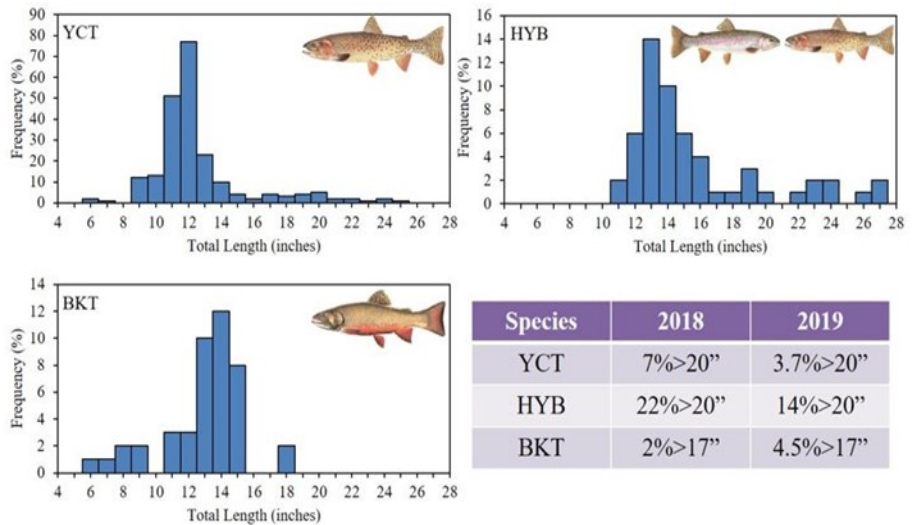 YCT
Frequency (%)
90
80
70
60
50
40
30
20
10
0
4 6 8 10 12 14 16 18 20 22 24 26 28
Total Length (inches)
HYB
Frequency (%)
16
14
12
10
8
6
4
2
0
4 6 8 10 12 14 16 18 20 22 24 26 28
Total Length (inches)
BKT
Frequency (%)
14
12
10
8
6
4
2
0
4 6 8 10 12 14 16 18 20 22 24 26 28
Total Length (inches)
Species 2018 2019
YCT 7%>20” 3.7%>20”
HYB 22%>20” 14%>20”
BKT 2%>17” 4.5%>17”